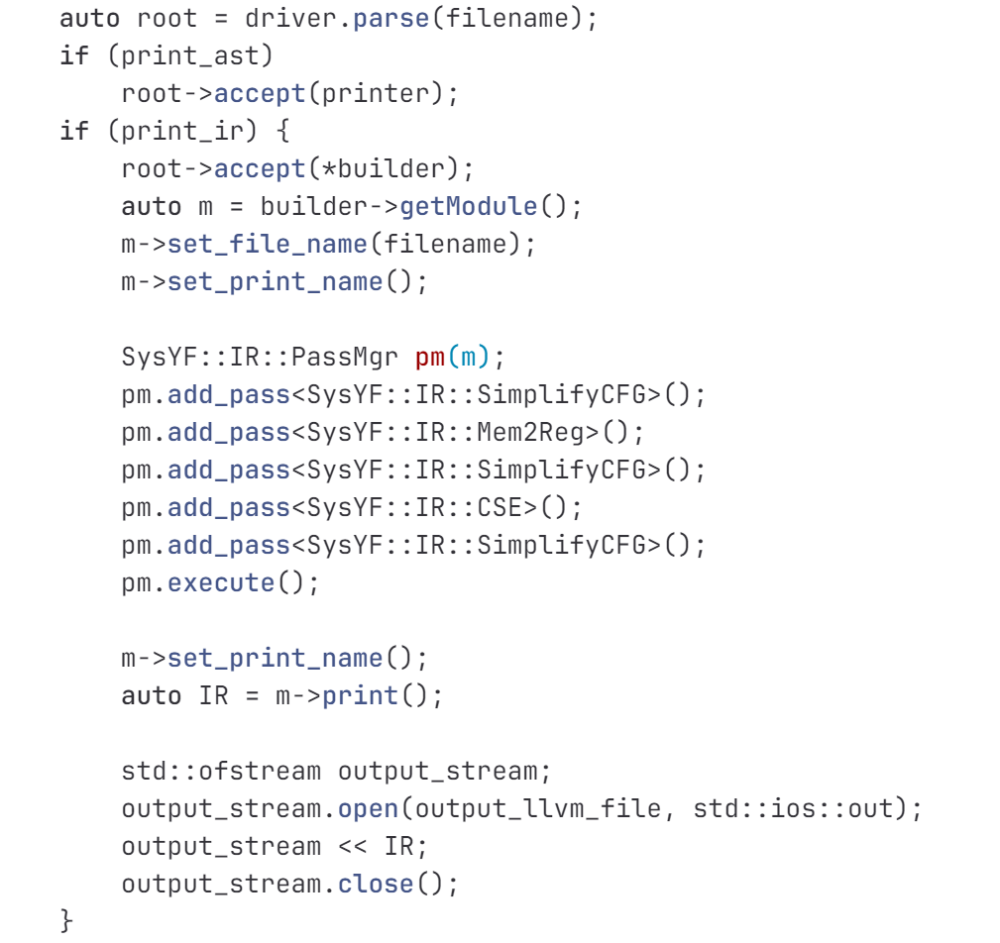 auto root = driver.parse(filename);
if (print_ast)
    root->accept(printer);
if (print_ir) {
    root->accept(*builder);
    auto m = builder->getModule();
    m->set_file_name(filename);
    m->set_print_name();

    SysYF::IR::PassMgr pm(m);
    pm.add_pass<SysYF::IR::SimplifyCFG>();
    pm.add_pass<SysYF::IR::Mem2Reg>();
    pm.add_pass<SysYF::IR::SimplifyCFG>();
    pm.add_pass<SysYF::IR::CSE>();
    pm.add_pass<SysYF::IR::SimplifyCFG>();
    pm.execute();

    m->set_print_name();
    auto IR = m->print();

    std::ofstream output_stream;
    output_stream.open(output_llvm_file, std::ios::out);
    output_stream << IR;
    output_stream.close();
}